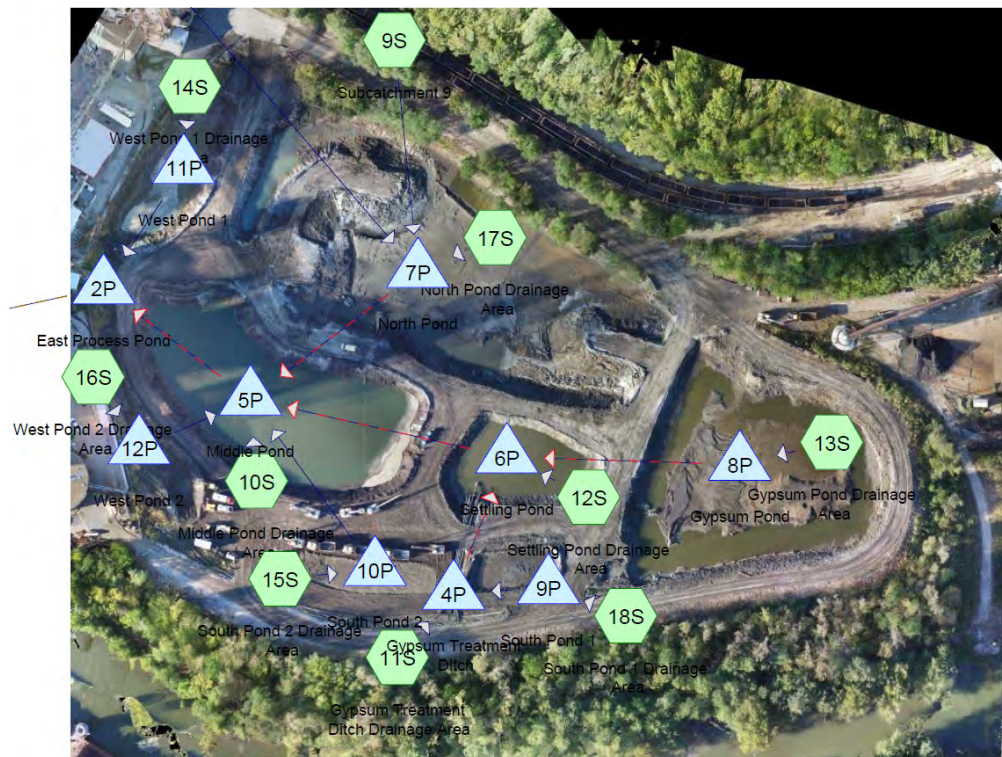 9S
Subcatchment 9
14S
West Pond 1 Drainage
Area
11P
West Pond 1
17S
North Pond Drainage
Area
7P
North Pond
2P
East Process Pond
16S
West Pond 2 Drainage
Area
12P
West Pond 2
5P
Middle Pond
10S
Middle Pond Drainage
Area
6P
Settling Pond
12S
Settling Pond Drainage
Area
8P
Gypsum Pond
13S
Gypsum Pond Drainage
Area
15S
South Pond 2 Drainage
Area
10P
South Pond 2
4P
Gypsum Treatment
Ditch
9P
South Pond 1
18S
South Pond 1 Drainage
Area
11S
Gypsum Treatment
Ditch Drainage Area